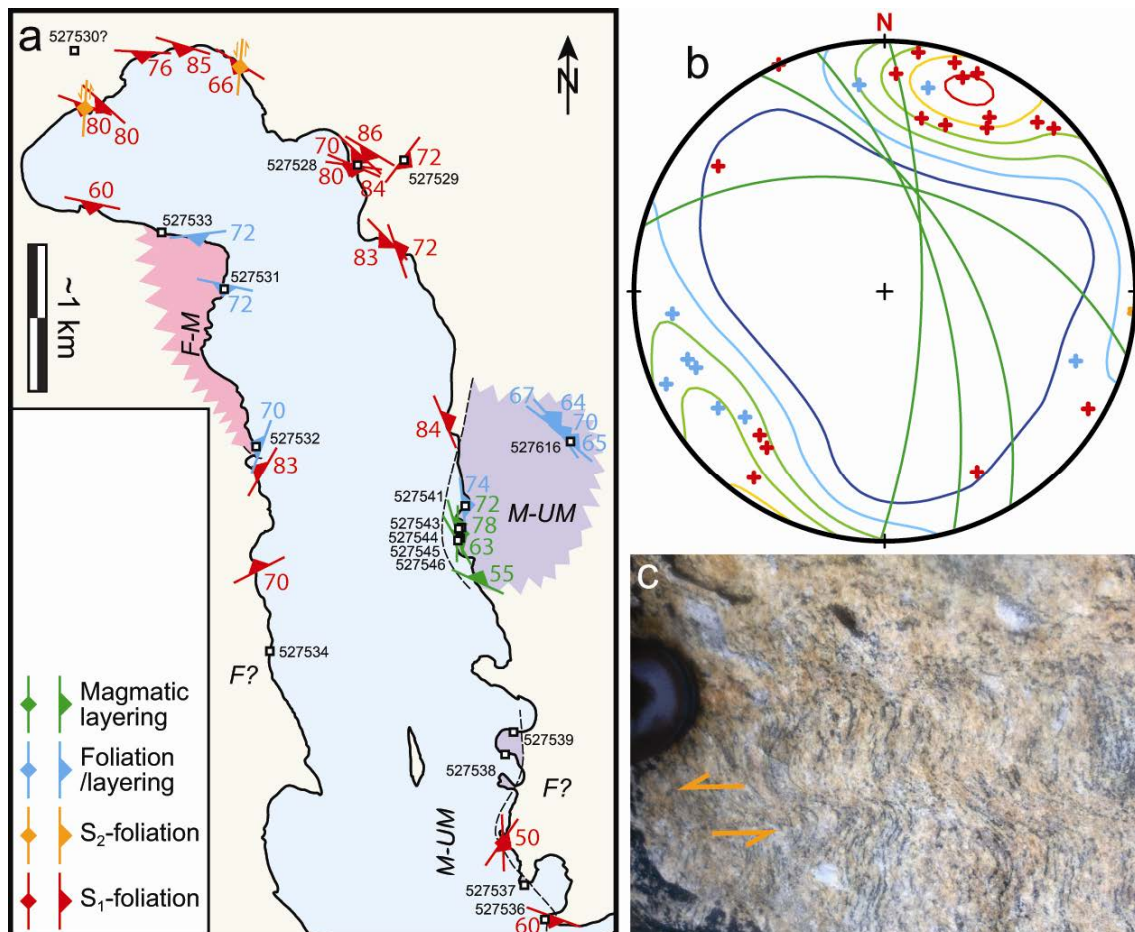 a
527530?
N
76
85
66
80
80
86
70
527528
80
84
72
527529
60
527533
72
83
72
527531
72
~1 km
F-M
67
64
70
65
84
527616
70
527532
83
74
527541
72
M-UM
527543
78
527544
527545
63
527546
55
70
527534
F?
Magmatic
layering
Foliation
/layering
S₂-foliation
S₁-foliation
527539
527538
F?
M-UM
50
527537
527536
60
b
N
c